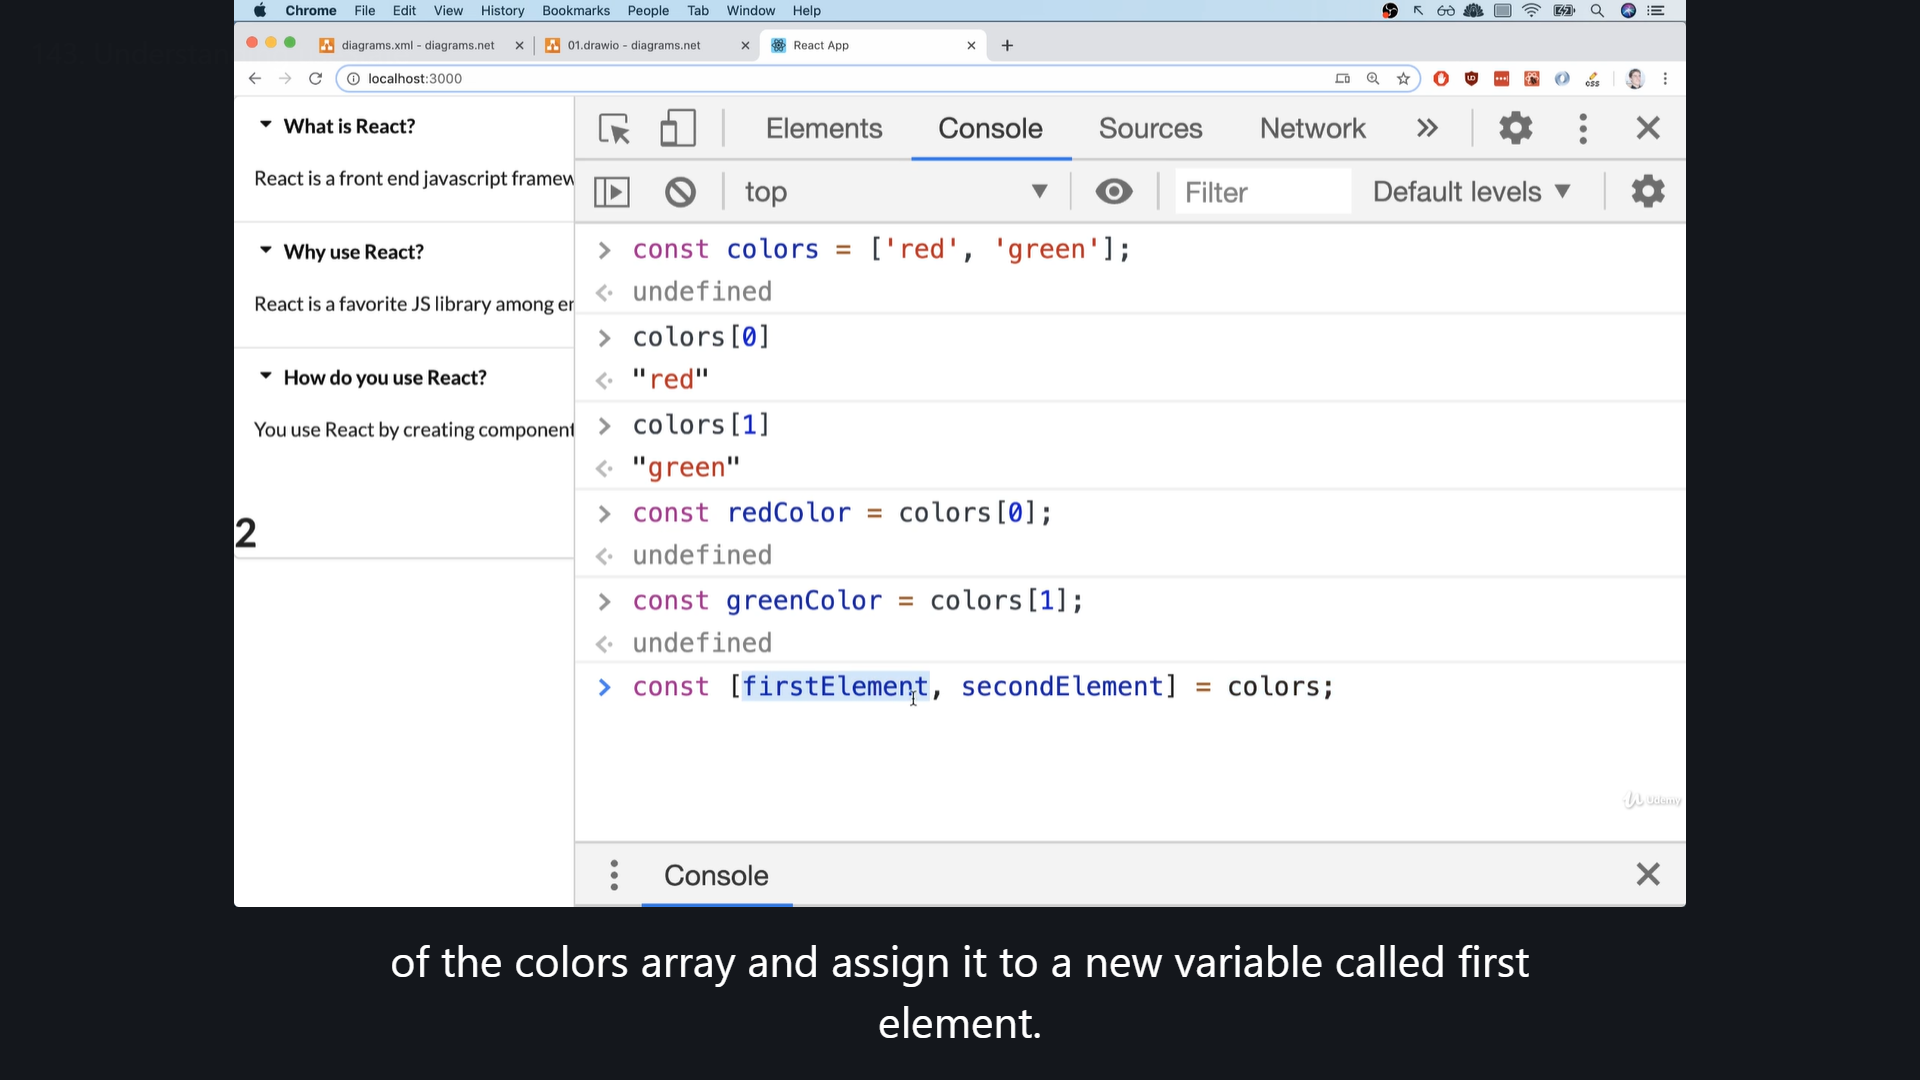 Chrome File Edit View History Bookmarks People Tab Window Help
diagrams.xml - diagrams.net
01.drawio - diagrams.net
React App
localhost:3000
css
What is React?
React is a front end javascript framew
Why use React?
React is a favorite JS library among er
How do you use React?
You use React by creating component
2
Elements Console Sources Network
top
Filter
Default levels
const colors = ['red', 'green'];
undefined
colors[0]
"red"
colors[1]
"green"
const redColor = colors[0];
undefined
const greenColor = colors[1];
undefined
const [firstElement, secondElement] = colors;
Udemy
Console
of the colors array and assign it to a new variable called first
element.